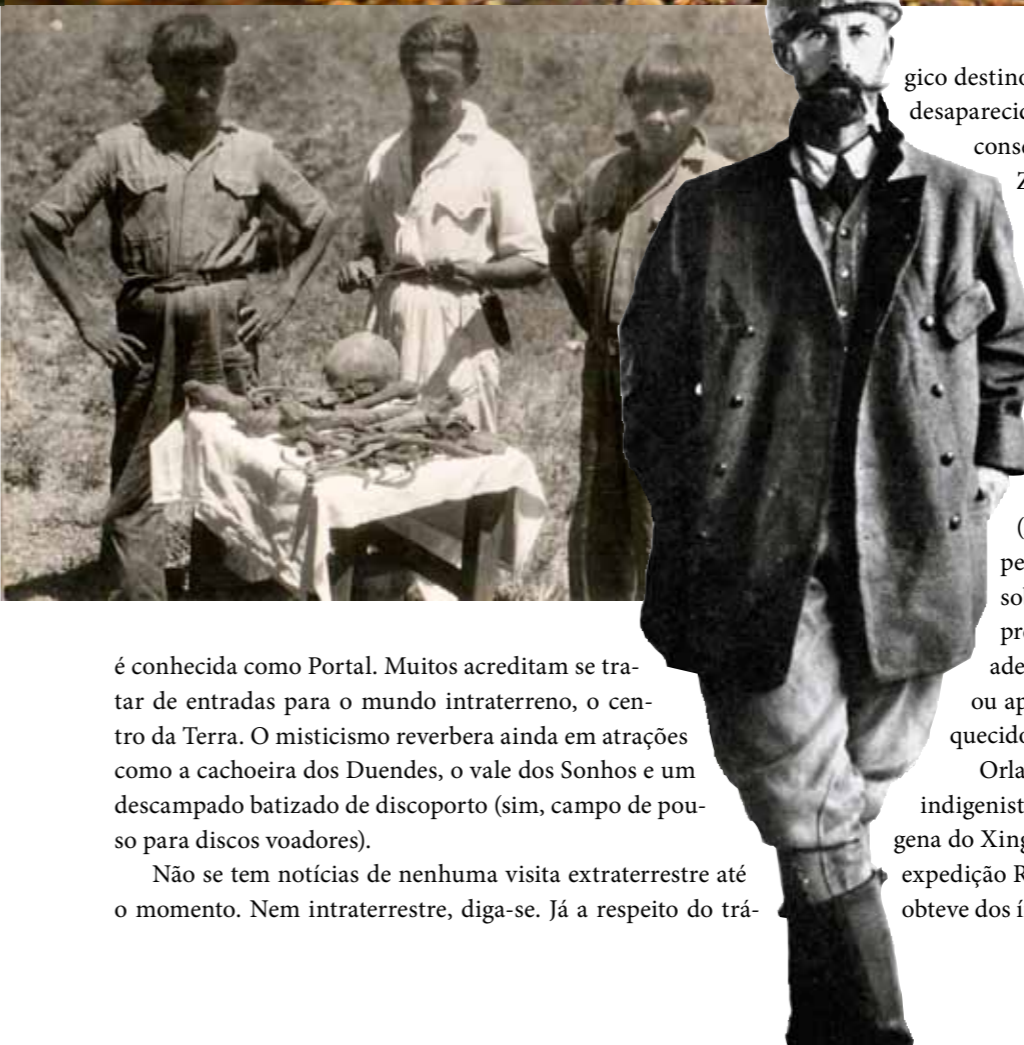 é conhecida como Portal. Muitos acreditam se tra-
tar de entradas para o mundo intraterreno, o cen-
tro da Terra. O misticismo reverbera ainda em atrações
como a cachoeira dos Duendes, o vale dos Sonhos e um
descampado batizado de discoporto (sim, campo de pou-
so para discos voadores).
Não se tem notícias de nenhuma visita extraterrestre até
o momento. Nem intraterrestre, diga-se. Já a respeito do trá-
gico destino
desaparecid
conse
Z
(
pe
sob
pre
ade
ou ap
quecido
Orla
indigenist
gena do Xing
expedição R
obteve dos í